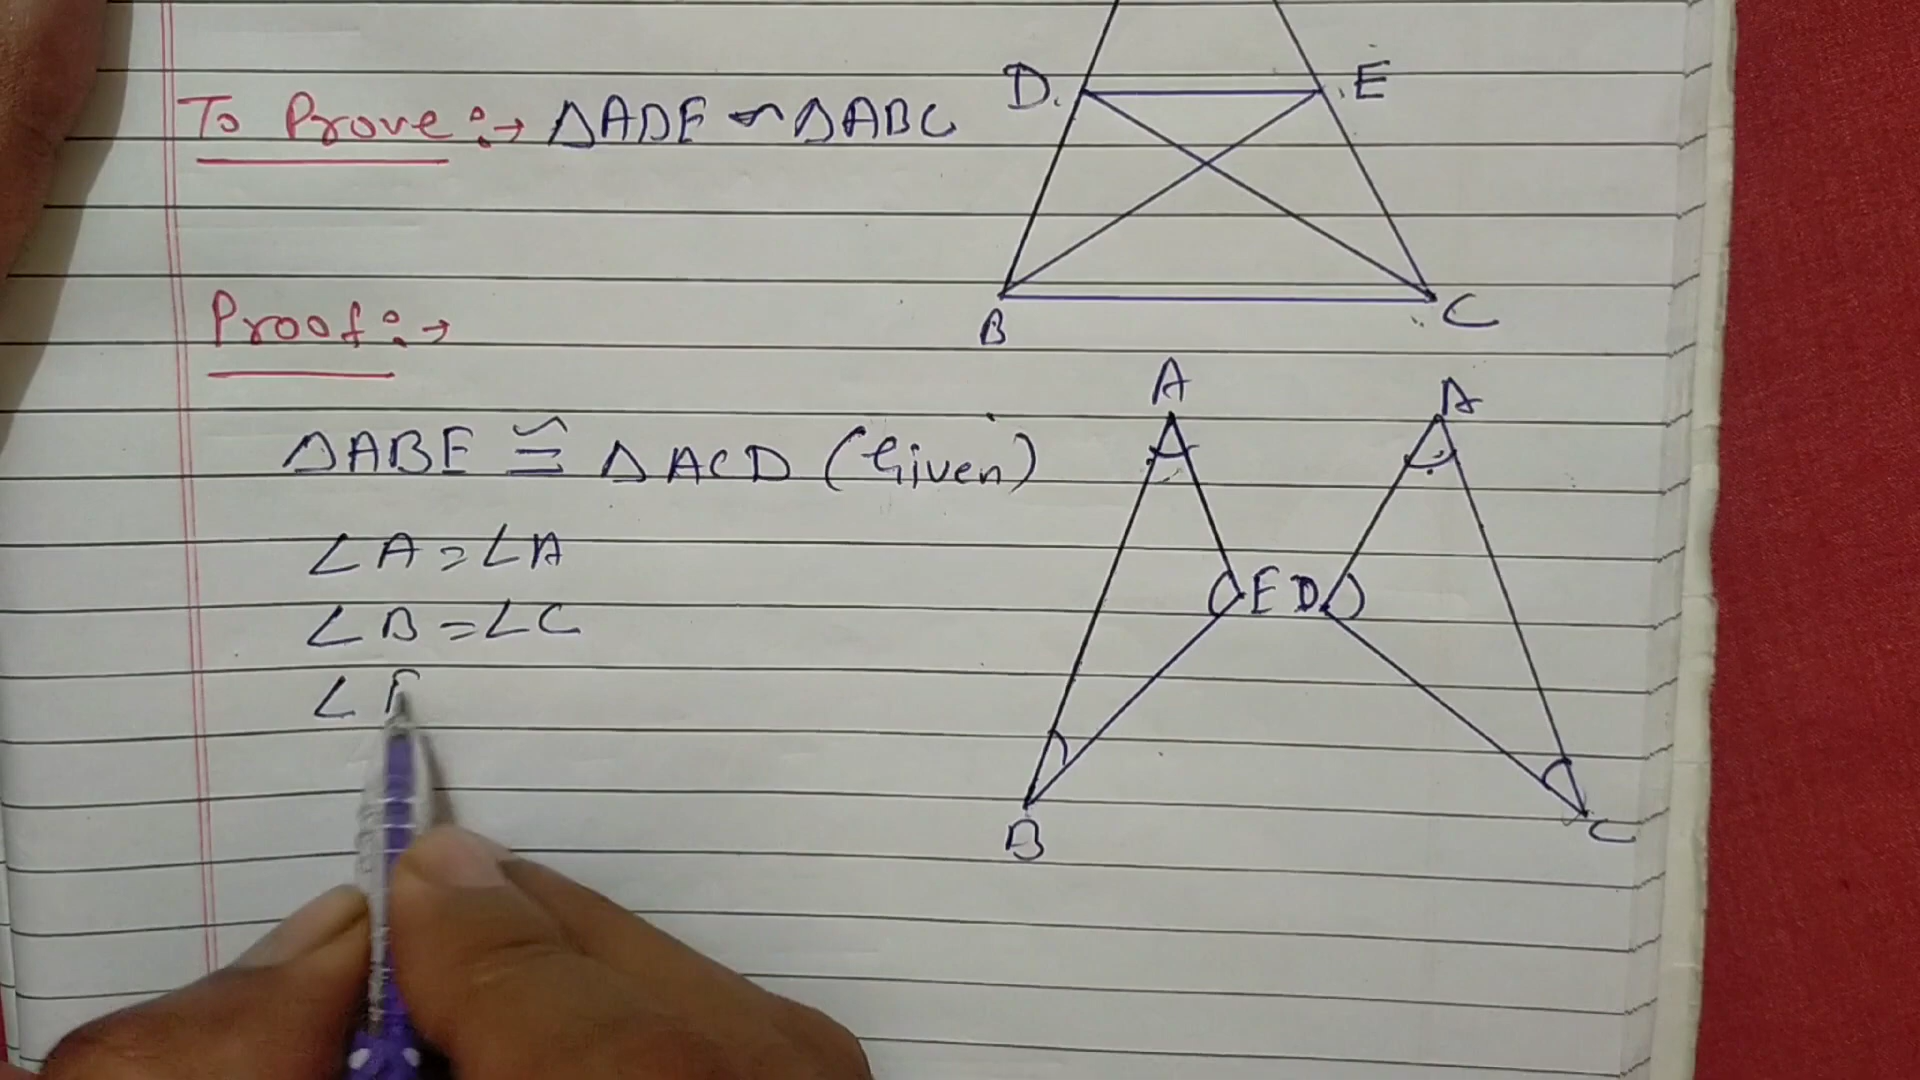 To Prove :→ ΔADE ~ ΔABC
D
E
B
C
Proof :→
ΔABE ≅ ΔACD (Given)
∠A = ∠A
∠B = ∠C
∠E
A
A
E D
B
C